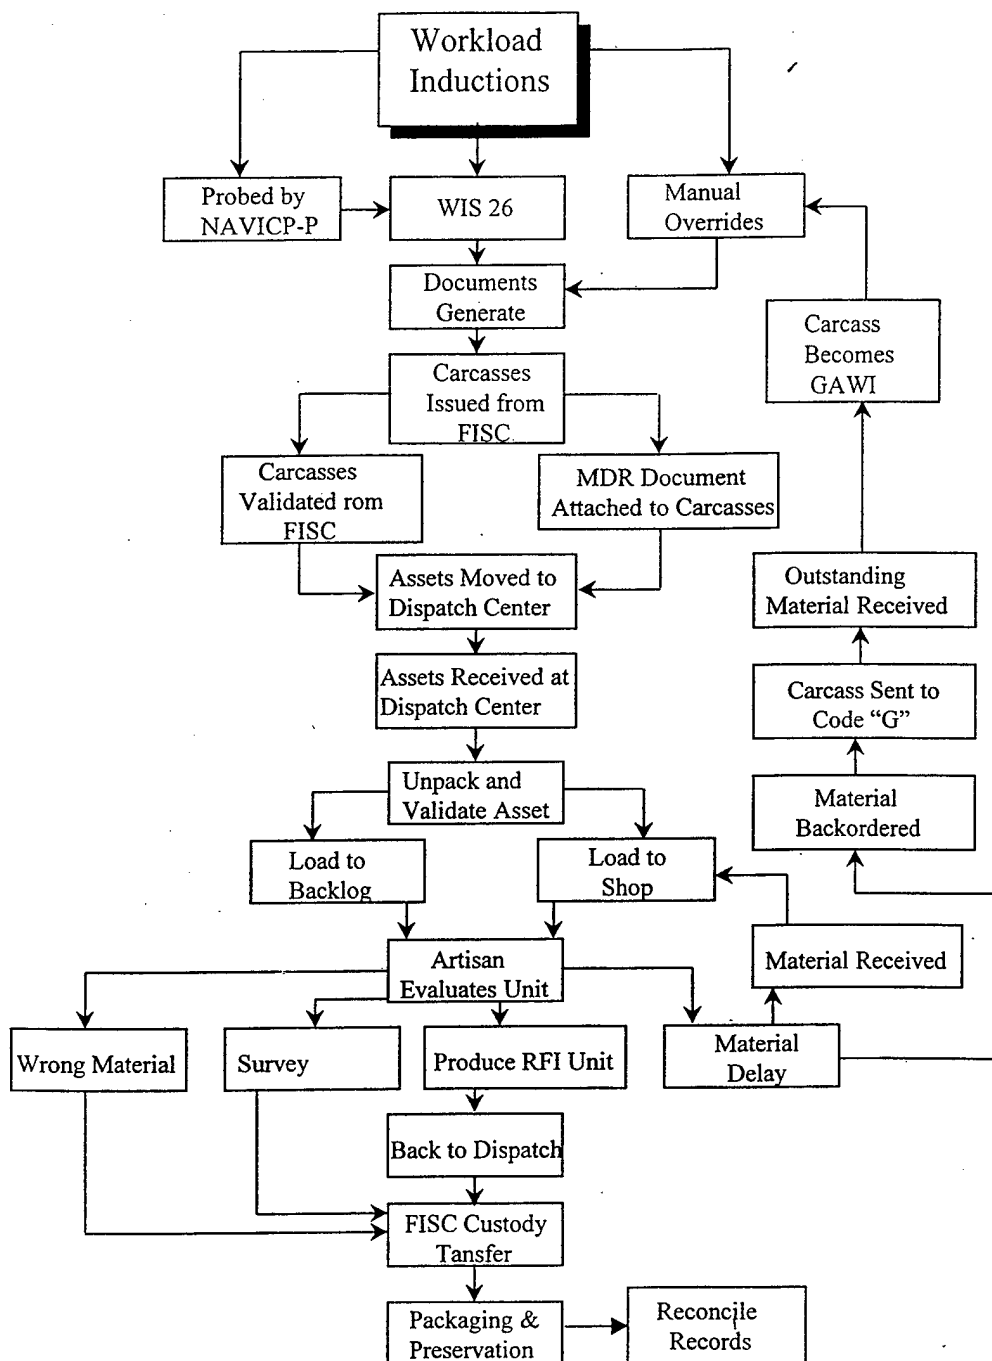 Workload
Inductions
Probed by
NAVICP-P
WIS 26
Manual
Overrides
Documents
Generate
Carcass
Becomes
GAWI
Carcasses
Issued from
FISC
Carcasses
Validated rom
FISC
MDR Document
Attached to Carcasses
Assets Moved to
Dispatch Center
Outstanding
Material Received
Assets Received at
Dispatch Center
Carcass Sent to
Code “G”
Unpack and
Validate Asset
Material
Backordered
Load to
Backlog
Load to
Shop
Artisan
Evaluates Unit
Material Received
Wrong Material
Survey
Produce RFI Unit
Material
Delay
Back to Dispatch
FISC Custody
Tansfer
Packaging &
Preservation
Reconcile
Records